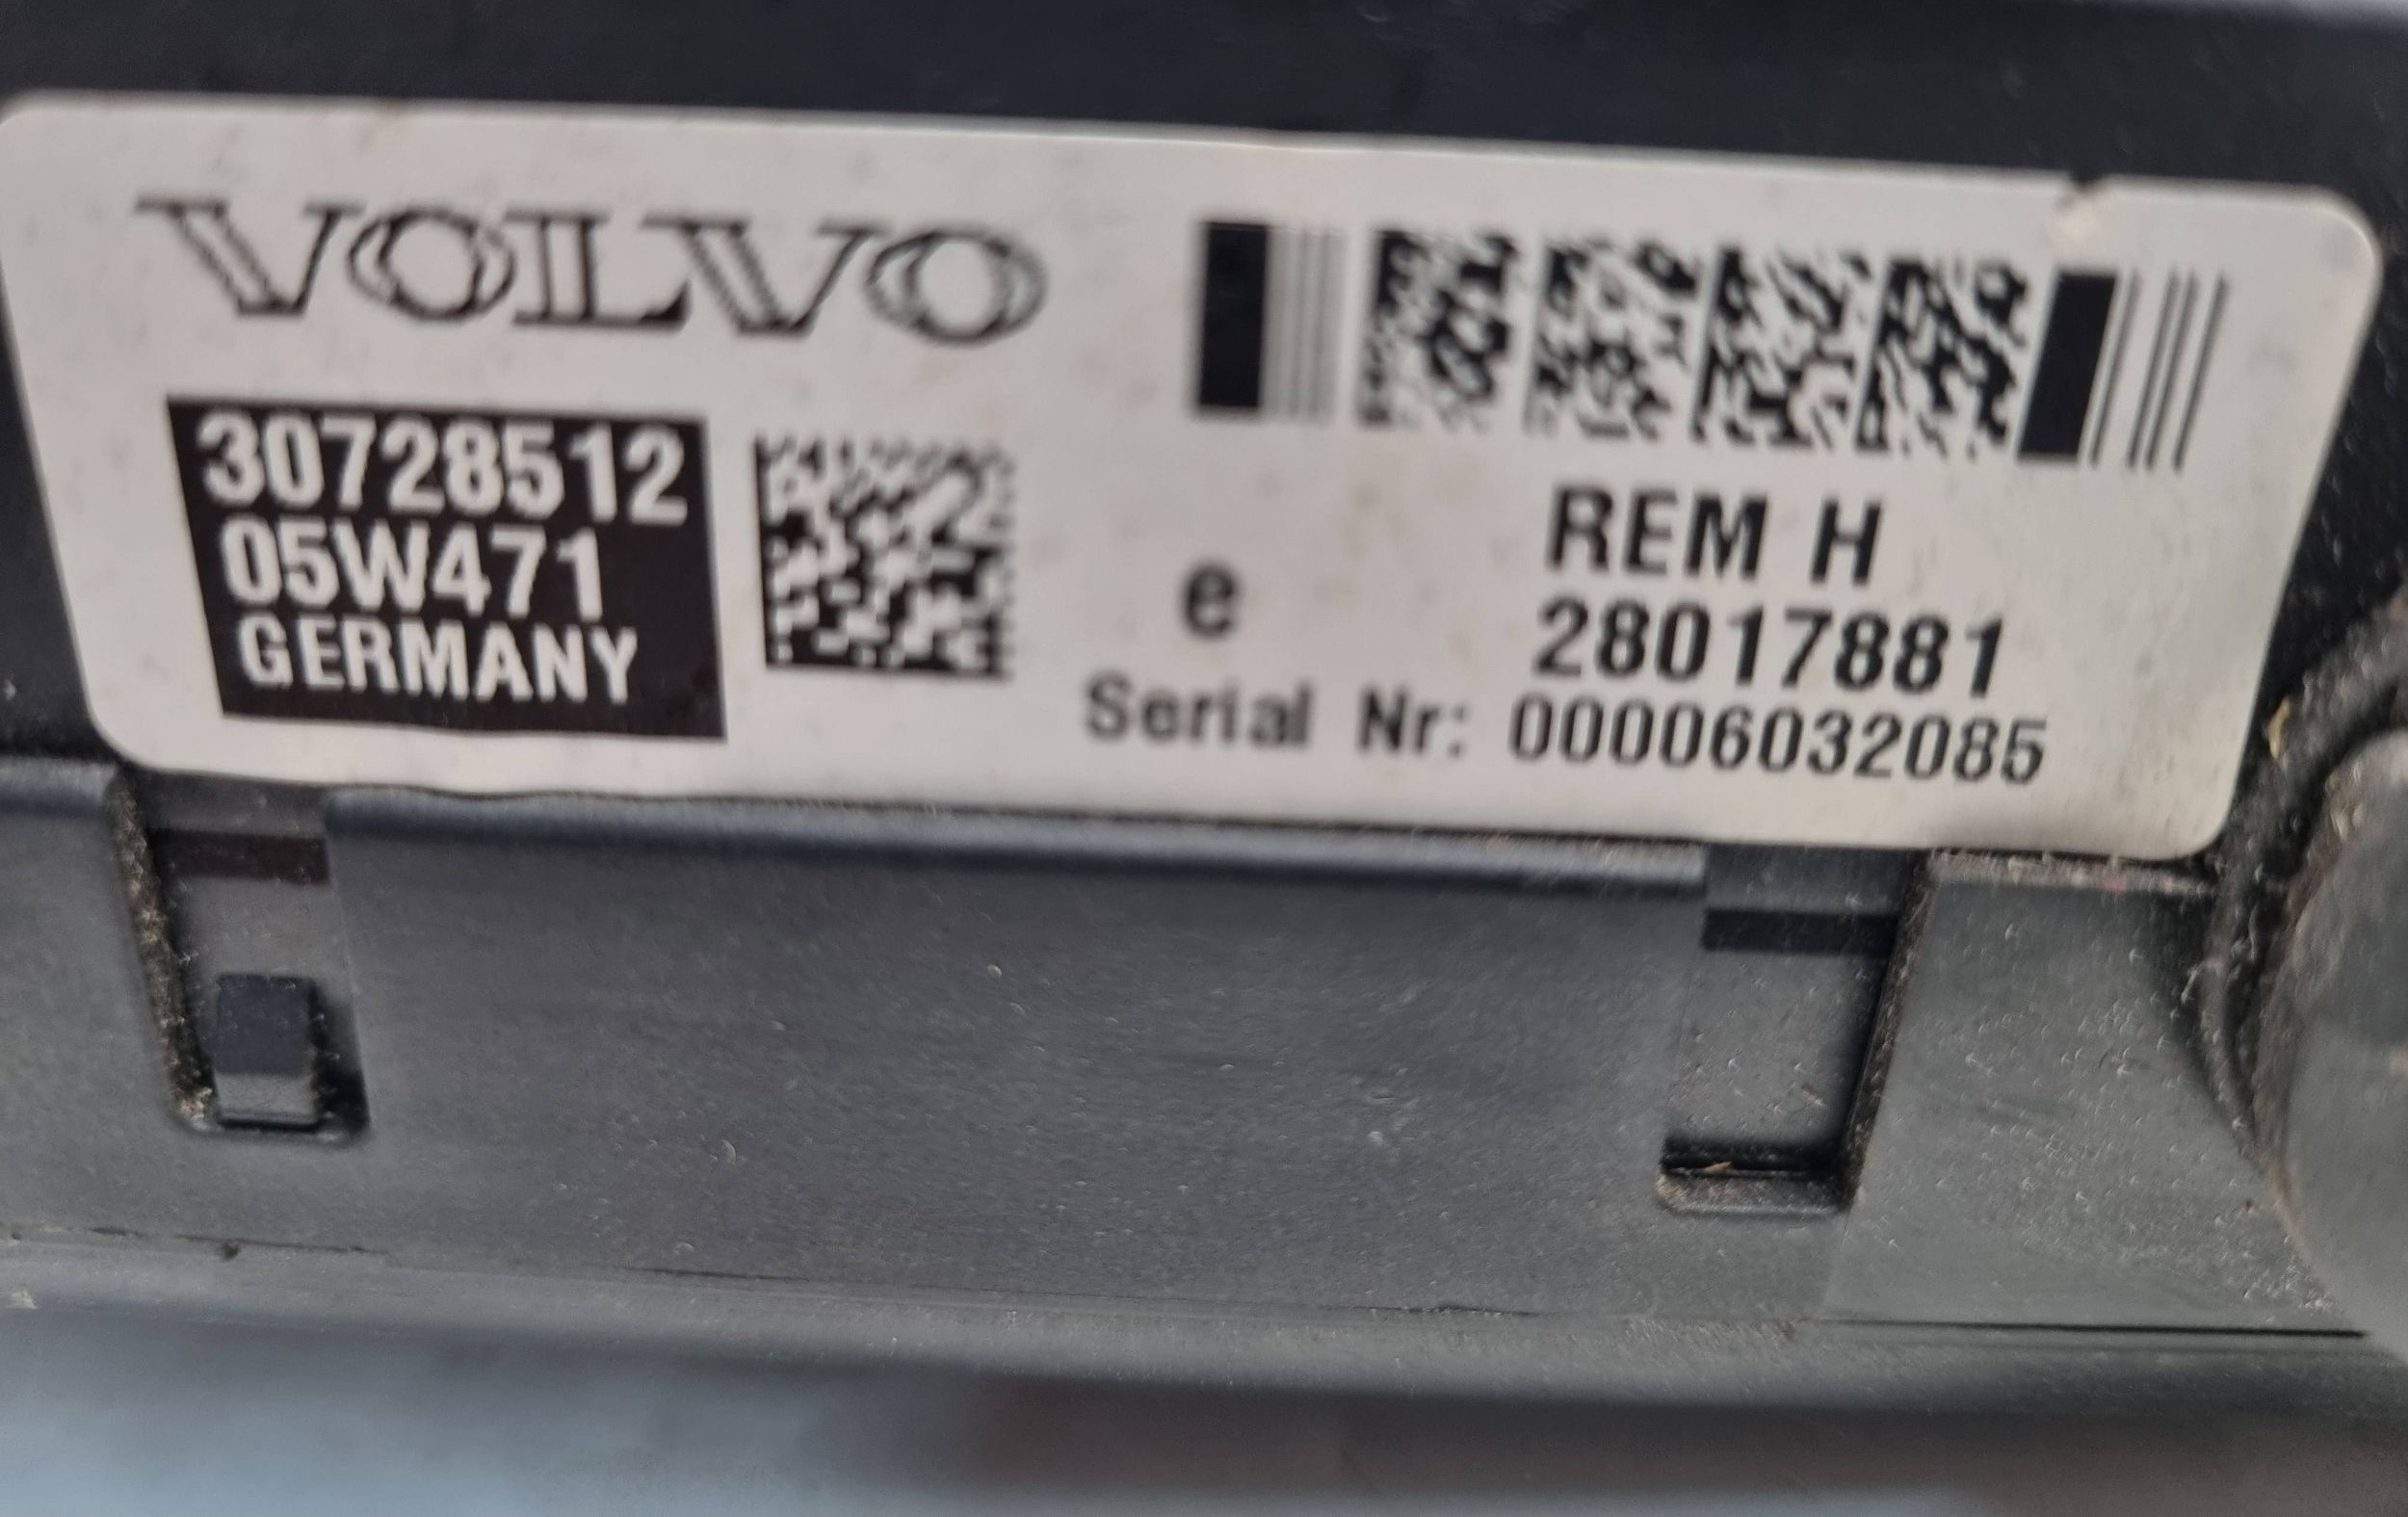 VOLVO
30728512
05W471
GERMANY
e
REM H
28017881
Serial Nr: 00006032085